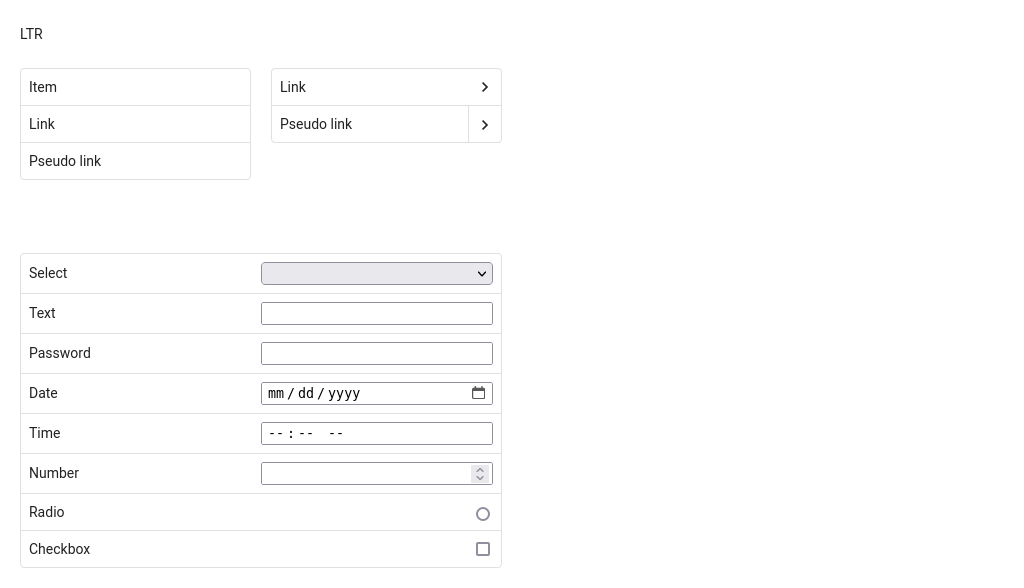 LTR
Item
Link
Pseudo link
Link
Pseudo link
Select
Text
Password
Date mm/dd/yyyy
Time --:-- --
Number
Radio
Checkbox